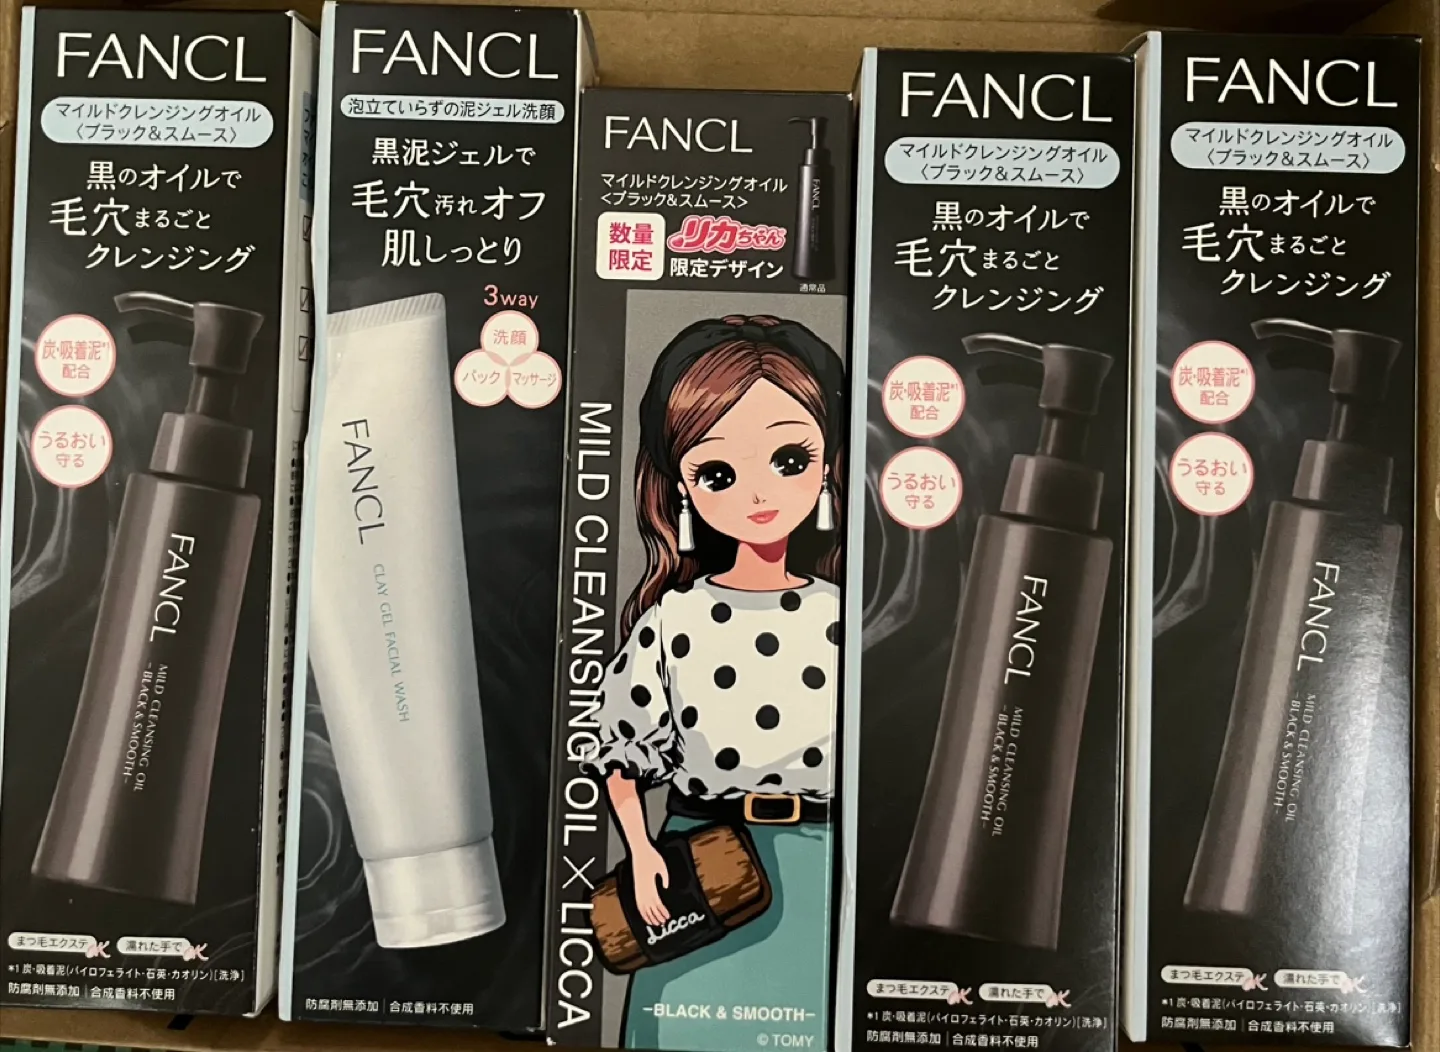 FANCL
マイルドクレンジングオイル
〈ブラック&スムース〉
黒のオイルで
毛穴まるごと
クレンジング
炭・吸着泥*1
配合
うるおい
守る
FANCL
MILD CLEANSING OIL
-BLACK & SMOOTH-
まつ毛エクステOK
濡れた手でOK
*1 炭・吸着泥(パイロフェライト・石英・カオリン)[洗浄]
防腐剤無添加|合成香料不使用
FANCL
泡立ていらずの泥ジェル洗顔
黒泥ジェルで
毛穴汚れオフ
肌しっとり
3way
洗顔
パック
マッサージ
FANCL
CLAY GEL FACIAL WASH
防腐剤無添加|合成香料不使用
FANCL
マイルドクレンジングオイル
<ブラック&スムース>
数量
限定
リカちゃん
限定デザイン
FANCL
通常品
MILD CLEANSING OIL × LICCA
Licca
-BLACK & SMOOTH-
© TOMY
FANCL
マイルドクレンジングオイル
〈ブラック&スムース〉
黒のオイルで
毛穴まるごと
クレンジング
炭・吸着泥*1
配合
うるおい
守る
FANCL
MILD CLEANSING OIL
-BLACK & SMOOTH-
まつ毛エクステOK
濡れた手でOK
*1 炭・吸着泥(パイロフェライト・石英・カオリン)[洗浄]
防腐剤無添加|合成香料不使用
FANCL
マイルドクレンジングオイル
〈ブラック&スムース〉
黒のオイルで
毛穴まるごと
クレンジング
炭・吸着泥*1
配合
うるおい
守る
FANCL
MILD CLEANSING OIL
-BLACK & SMOOTH-
まつ毛エクステOK
濡れた手でOK
*1 炭・吸着泥(パイロフェライト・石英・カオリン)[洗浄]
防腐剤無添加|合成香料不使用